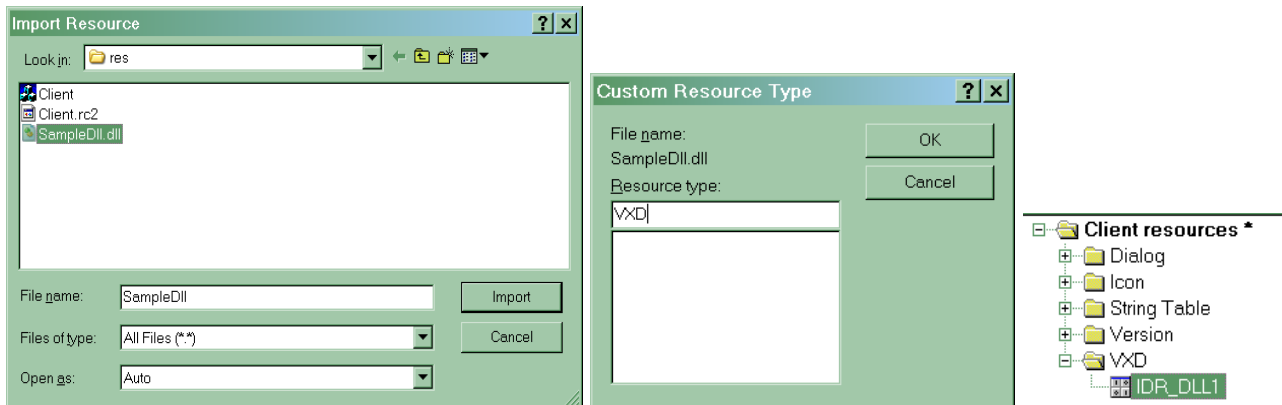 Import Resource
Look in: res
Client
Client.rc2
SampleDll.dll
File name: SampleDll Import
Files of type: All Files (*.*) Cancel
Open as: Auto
Custom Resource Type
File name: OK
SampleDll.dll
Resource type: Cancel
VXD
Client resources *
Dialog
Icon
String Table
Version
VXD
IDR_DLL1